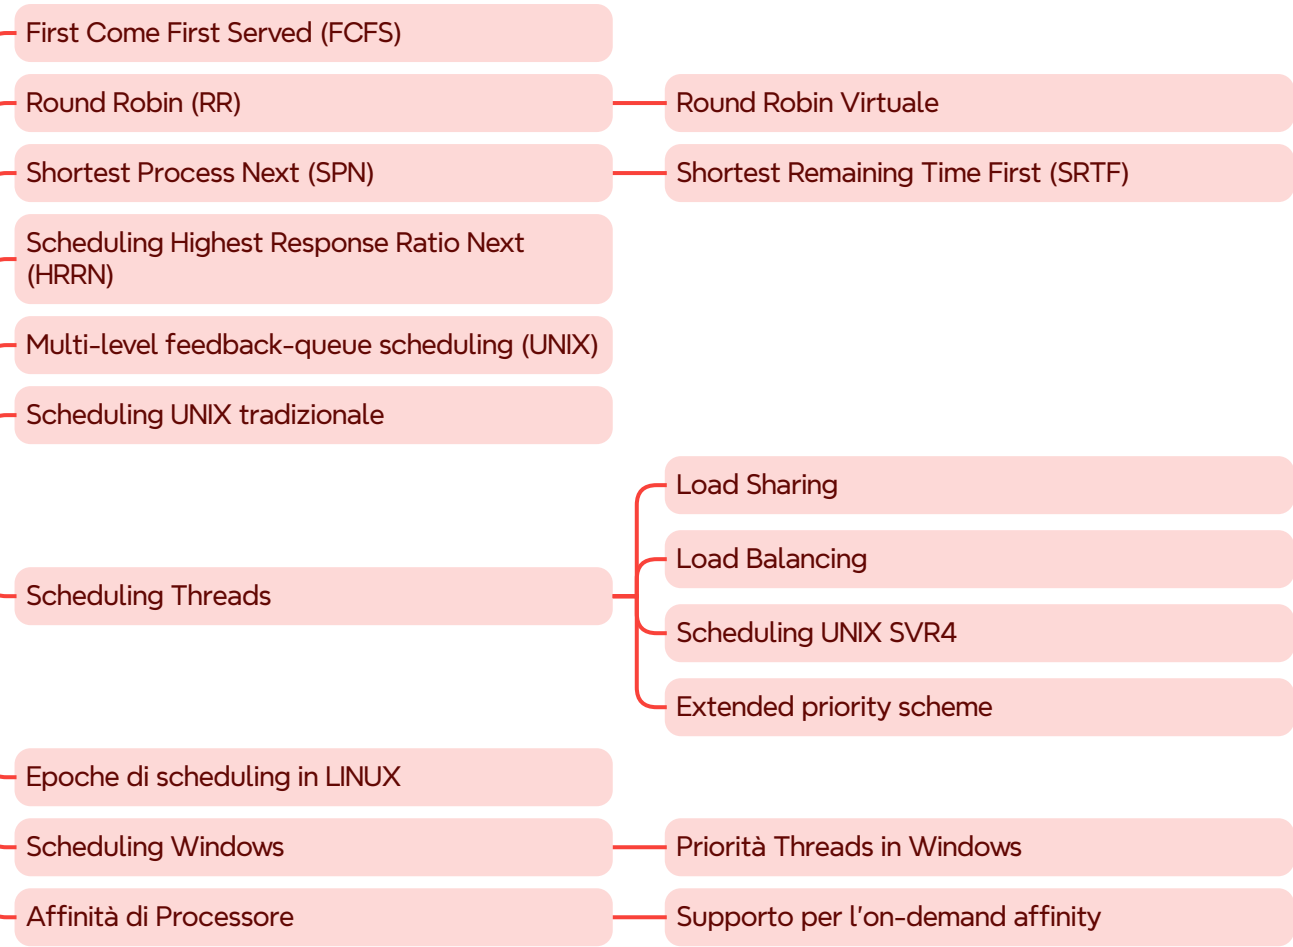 First Come First Served (FCFS)
Round Robin (RR)
Round Robin Virtuale
Shortest Process Next (SPN)
Shortest Remaining Time First (SRTF)
Scheduling Highest Response Ratio Next
(HRRN)
Multi-level feedback-queue scheduling (UNIX)
Scheduling UNIX tradizionale
Scheduling Threads
Load Sharing
Load Balancing
Scheduling UNIX SVR4
Extended priority scheme
Epoche di scheduling in LINUX
Scheduling Windows
Priorità Threads in Windows
Affinità di Processore
Supporto per l'on-demand affinity